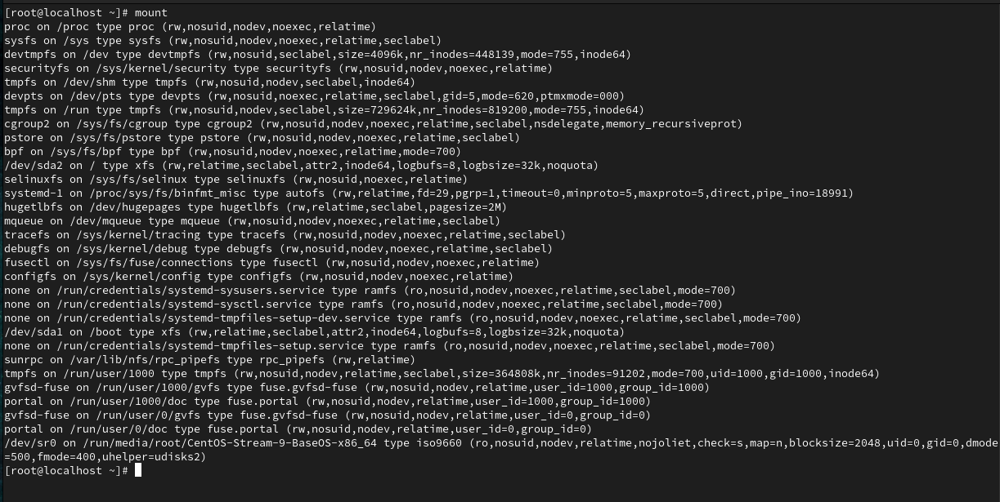 [root@localhost ~]# mount
proc on /proc type proc (rw,nosuid,nodev,noexec,relatime)
sysfs on /sys type sysfs (rw,nosuid,nodev,noexec,relatime,seclabel)
devtmpfs on /dev type devtmpfs (rw,nosuid,seclabel,size=4096k,nr_inodes=448139,mode=755,inode64)
securityfs on /sys/kernel/security type securityfs (rw,nosuid,nodev,noexec,relatime)
tmpfs on /dev/shm type tmpfs (rw,nosuid,nodev,seclabel,inode64)
devpts on /dev/pts type devpts (rw,nosuid,noexec,relatime,seclabel,gid=5,mode=620,ptmxmode=000)
tmpfs on /run type tmpfs (rw,nosuid,nodev,seclabel,size=729624k,nr_inodes=819200,mode=755,inode64)
cgroup2 on /sys/fs/cgroup type cgroup2 (rw,nosuid,nodev,noexec,relatime,seclabel,nsdelegate,memory_recursiveprot)
pstore on /sys/fs/pstore type pstore (rw,nosuid,nodev,noexec,relatime,seclabel)
bpf on /sys/fs/bpf type bpf (rw,nosuid,nodev,noexec,relatime,mode=700)
/dev/sda2 on / type xfs (rw,relatime,seclabel,attr2,inode64,logbufs=8,logbsize=32k,noquota)
selinuxfs on /sys/fs/selinux type selinuxfs (rw,nosuid,noexec,relatime)
systemd-1 on /proc/sys/fs/binfmt_misc type autofs (rw,relatime,fd=29,pgrp=1,timeout=0,minproto=5,maxproto=5,direct,pipe_ino=18991)
hugetlbfs on /dev/hugepages type hugetlbfs (rw,relatime,seclabel,pagesize=2M)
mqueue on /dev/mqueue type mqueue (rw,nosuid,nodev,noexec,relatime,seclabel)
tracefs on /sys/kernel/tracing type tracefs (rw,nosuid,nodev,noexec,relatime,seclabel)
debugfs on /sys/kernel/debug type debugfs (rw,nosuid,nodev,noexec,relatime,seclabel)
fusectl on /sys/fs/fuse/connections type fusectl (rw,nosuid,nodev,noexec,relatime)
configfs on /sys/kernel/config type configfs (rw,nosuid,nodev,noexec,relatime)
none on /run/credentials/systemd-sysusers.service type ramfs (ro,nosuid,nodev,noexec,relatime,seclabel,mode=700)
none on /run/credentials/systemd-sysctl.service type ramfs (ro,nosuid,nodev,noexec,relatime,seclabel,mode=700)
none on /run/credentials/systemd-tmpfiles-setup-dev.service type ramfs (ro,nosuid,nodev,noexec,relatime,seclabel,mode=700)
/dev/sda1 on /boot type xfs (rw,relatime,seclabel,attr2,inode64,logbufs=8,logbsize=32k,noquota)
none on /run/credentials/systemd-tmpfiles-setup.service type ramfs (ro,nosuid,nodev,noexec,relatime,seclabel,mode=700)
sunrpc on /var/lib/nfs/rpc_pipefs type rpc_pipefs (rw,relatime)
tmpfs on /run/user/1000 type tmpfs (rw,nosuid,nodev,relatime,seclabel,size=364808k,nr_inodes=91202,mode=700,uid=1000,gid=1000,inode64)
gvfsd-fuse on /run/user/1000/gvfs type fuse.gvfsd-fuse (rw,nosuid,nodev,relatime,user_id=1000,group_id=1000)
portal on /run/user/1000/doc type fuse.portal (rw,nosuid,nodev,relatime,user_id=1000,group_id=1000)
gvfsd-fuse on /run/user/0/gvfs type fuse.gvfsd-fuse (rw,nosuid,nodev,relatime,user_id=0,group_id=0)
portal on /run/user/0/doc type fuse.portal (rw,nosuid,nodev,relatime,user_id=0,group_id=0)
/dev/sr0 on /run/media/root/CentOS-Stream-9-BaseOS-x86_64 type iso9660 (ro,nosuid,nodev,relatime,nojoliet,check=s,map=n,blocksize=2048,uid=0,gid=0,dmode
=500,fmode=400,uhelper=udisks2)
[root@localhost ~]#